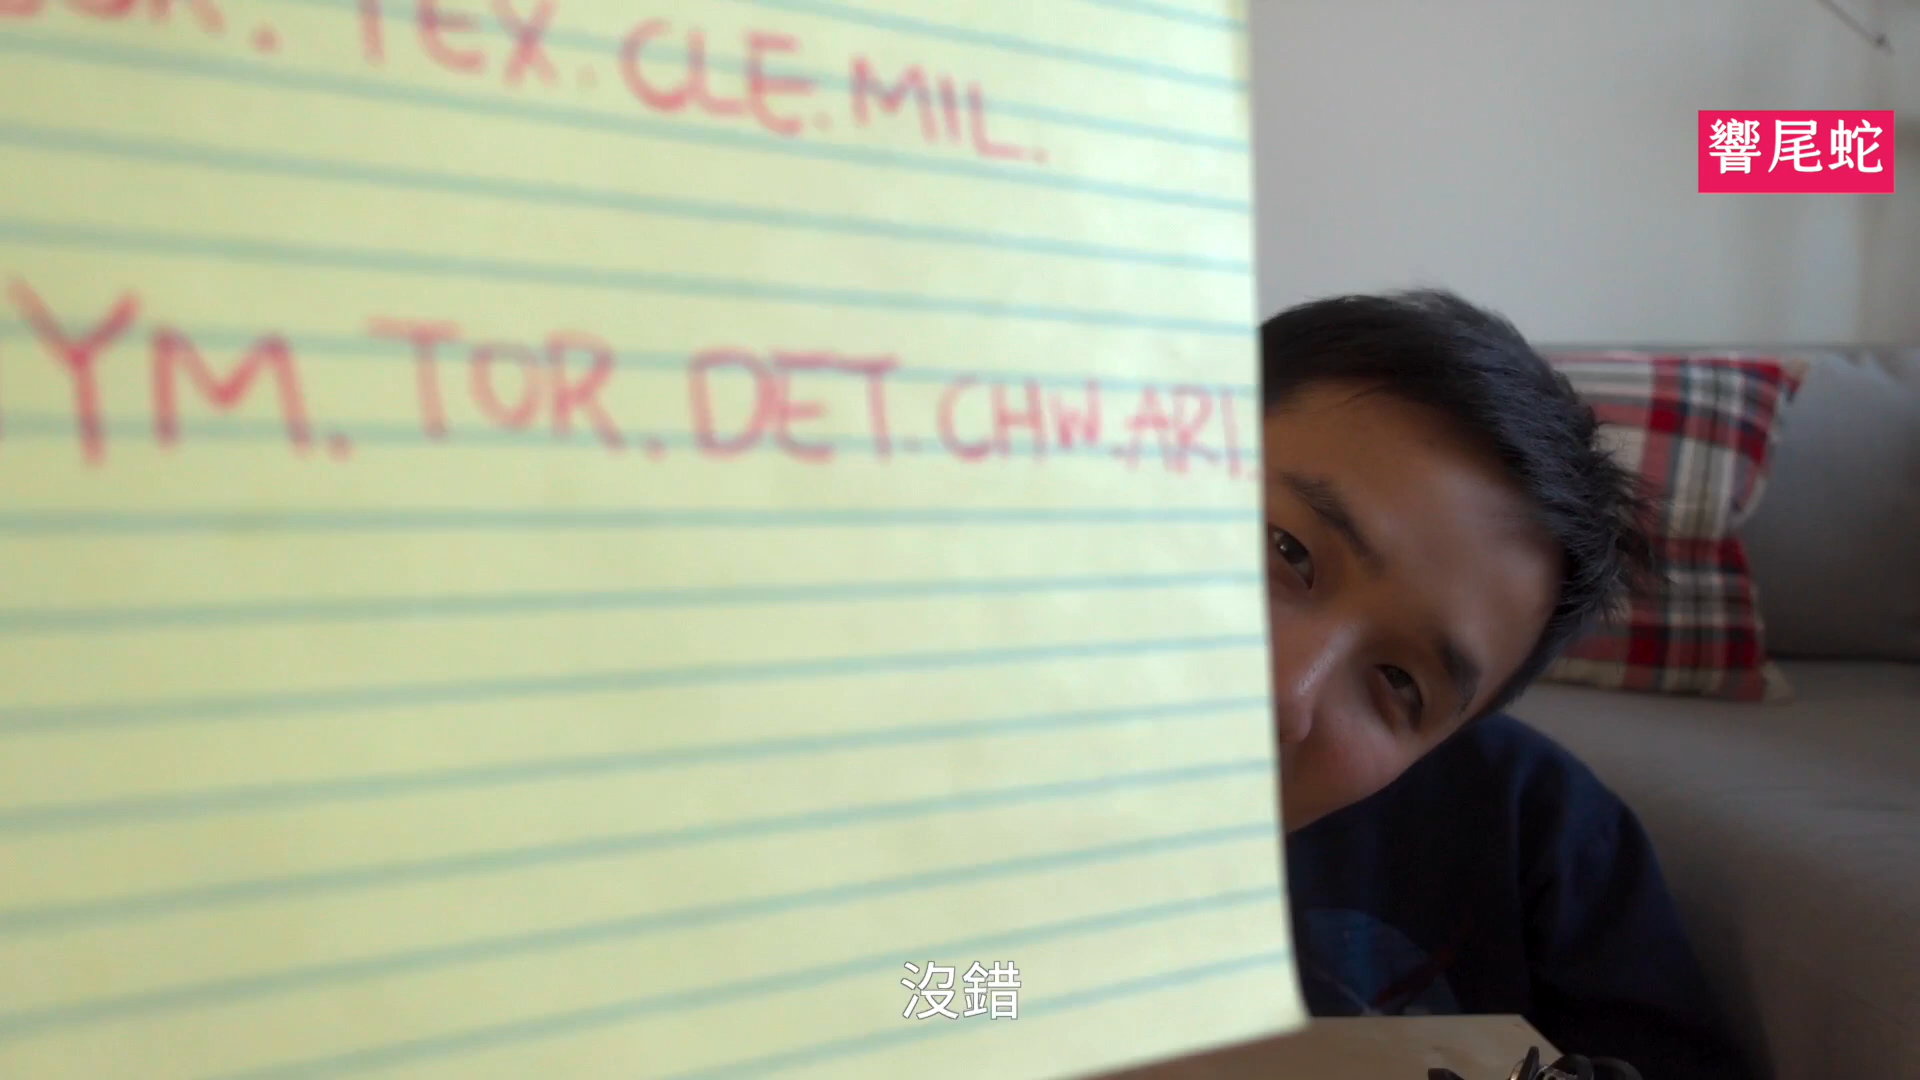 TEX. CLE. MIL.
響尾蛇
YM. TOR. DET. CHW. ARI.
沒錯